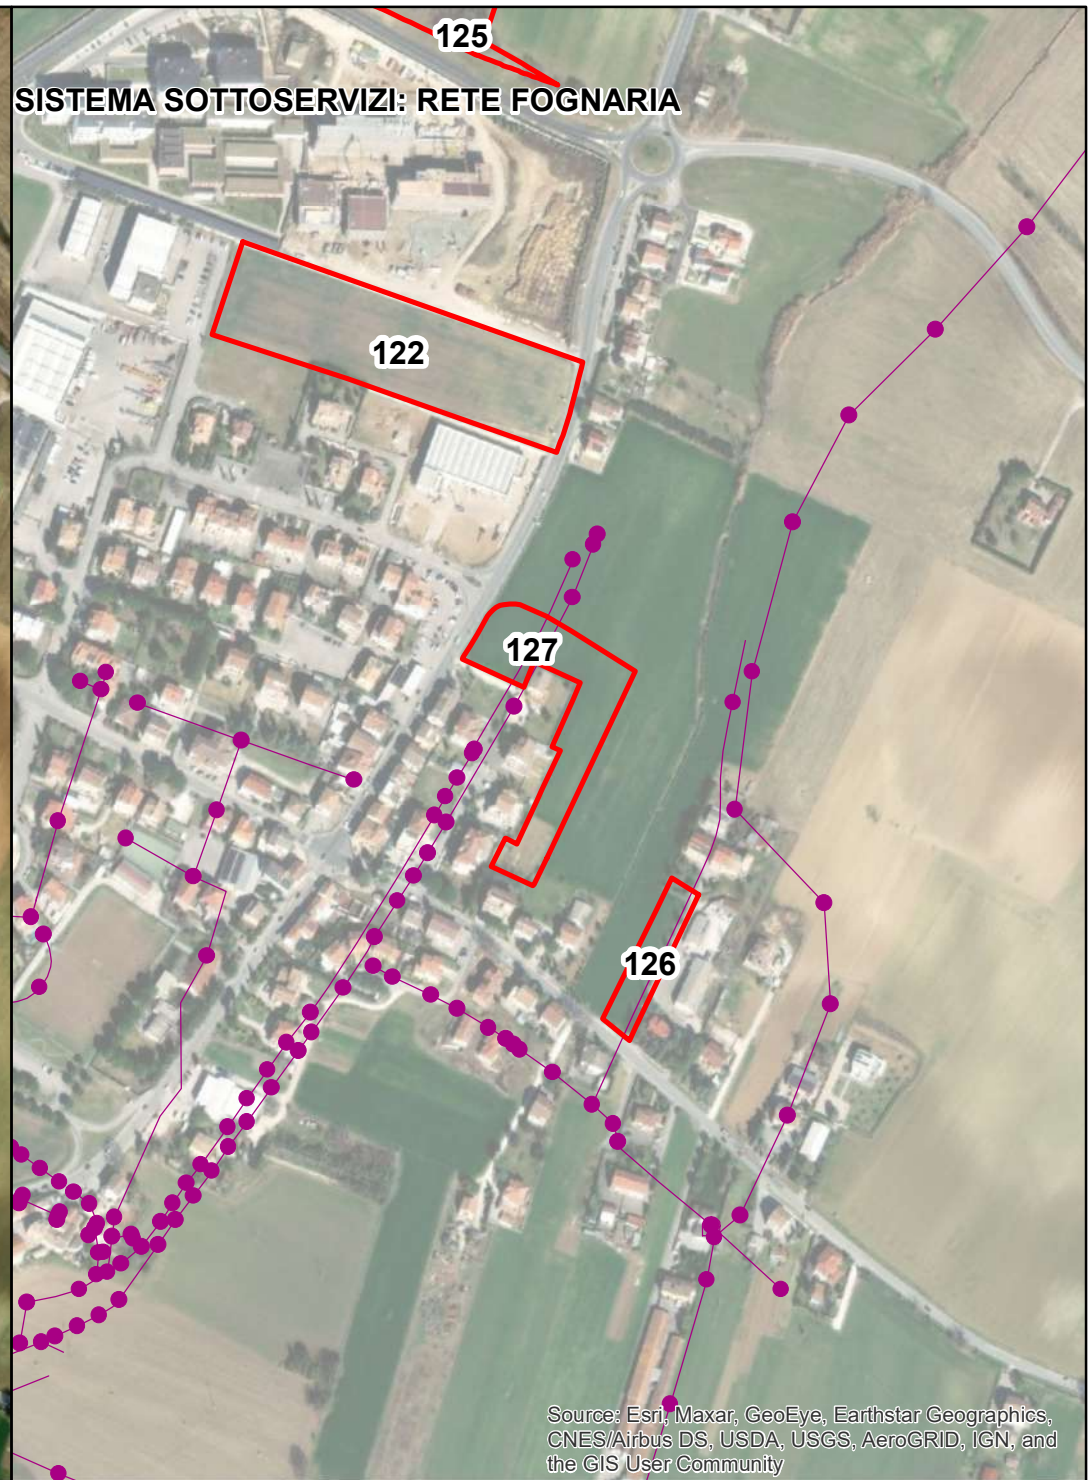 125
SISTEMA SOTTOSERVIZI: RETE FOGNARIA
122
127
126
Source: Esri, Maxar, GeoEye, Earthstar Geographics,
CNES/Airbus DS, USDA, USGS, AeroGRID, IGN, and
the GIS User Community